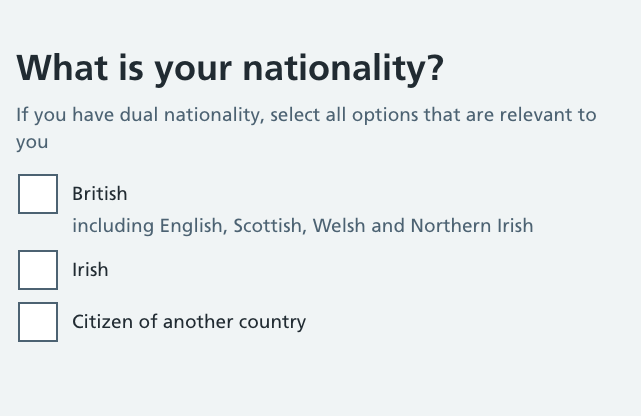 What is your nationality?
If you have dual nationality, select all options that are relevant to
you
British
including English, Scottish, Welsh and Northern Irish
Irish
Citizen of another country